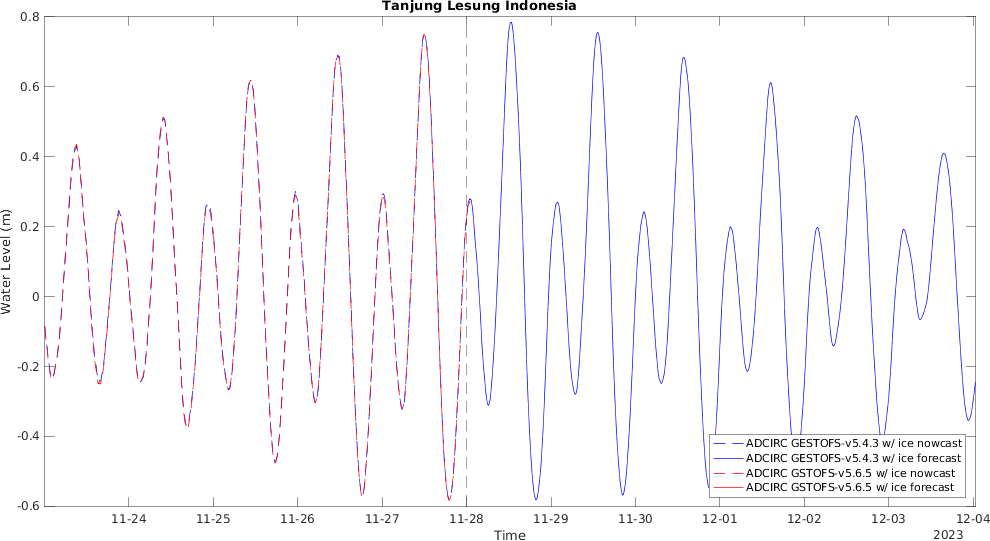 Tanjung Lesung Indonesia
0.8
0.6
0.4
0.2
0
-0.2
-0.4
-0.6
Water Level (m)
ADCIRC GESTOFS-v5.4.3 w/ ice nowcast
ADCIRC GESTOFS-v5.4.3 w/ ice forecast
ADCIRC GSTOFS-v5.6.5 w/ ice nowcast
ADCIRC GSTOFS-v5.6.5 w/ ice forecast
11-24 11-25 11-26 11-27 11-28 11-29 11-30 12-01 12-02 12-03 12-04
Time
2023